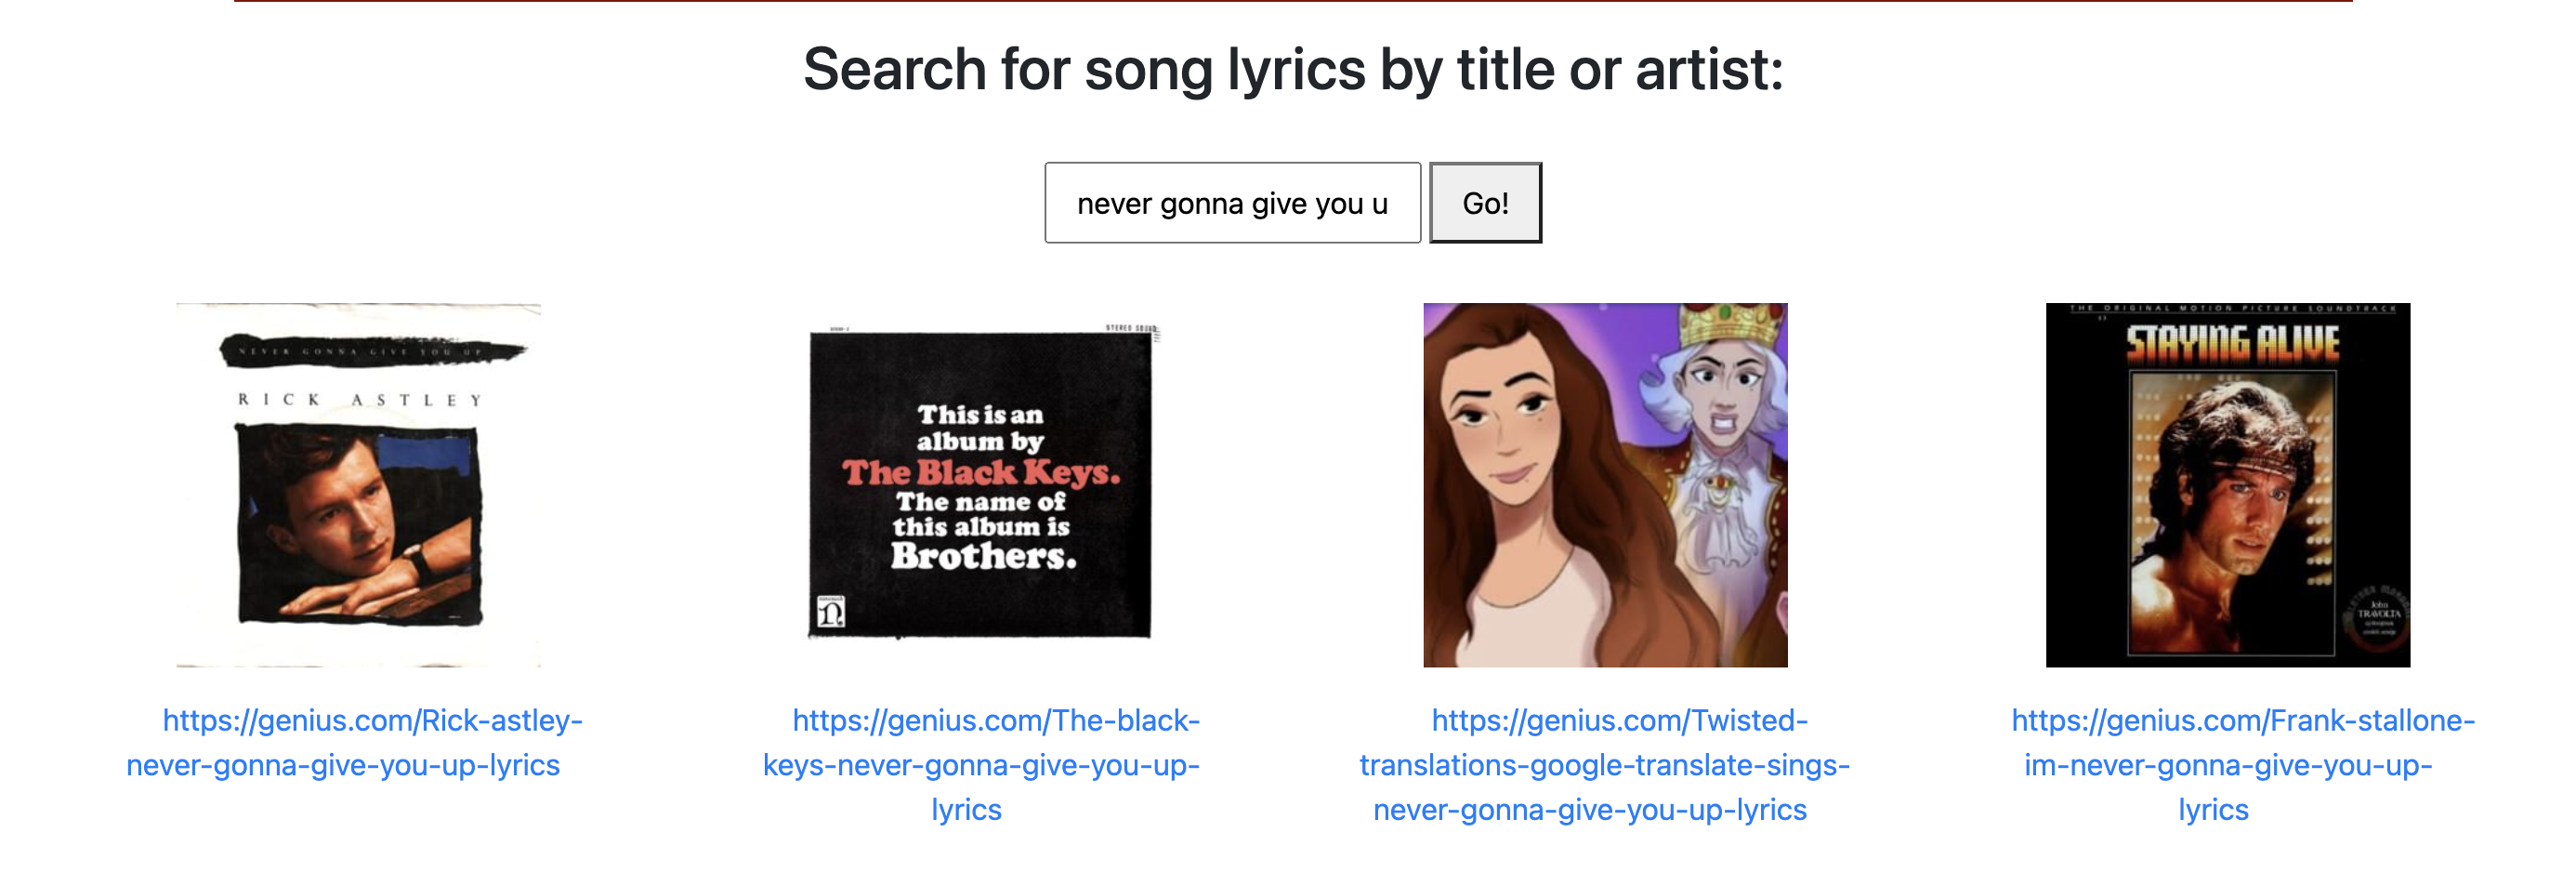 Search for song lyrics by title or artist:
never gonna give you u
Go!
NEVER GONNA GIVE YOU UP
RICK ASTLEY
STEREO
This is an
album by
The Black Keys.
The name of
this album is
Brothers.
n
THE ORIGINAL MOTION PICTURE SOUNDTRACK
STAYING ALIVE
John
TRAVOLTA
https://genius.com/Rick-astley-
never-gonna-give-you-up-lyrics
https://genius.com/The-black-
keys-never-gonna-give-you-up-
lyrics
https://genius.com/Twisted-
translations-google-translate-sings-
never-gonna-give-you-up-lyrics
https://genius.com/Frank-stallone-
im-never-gonna-give-you-up-
lyrics